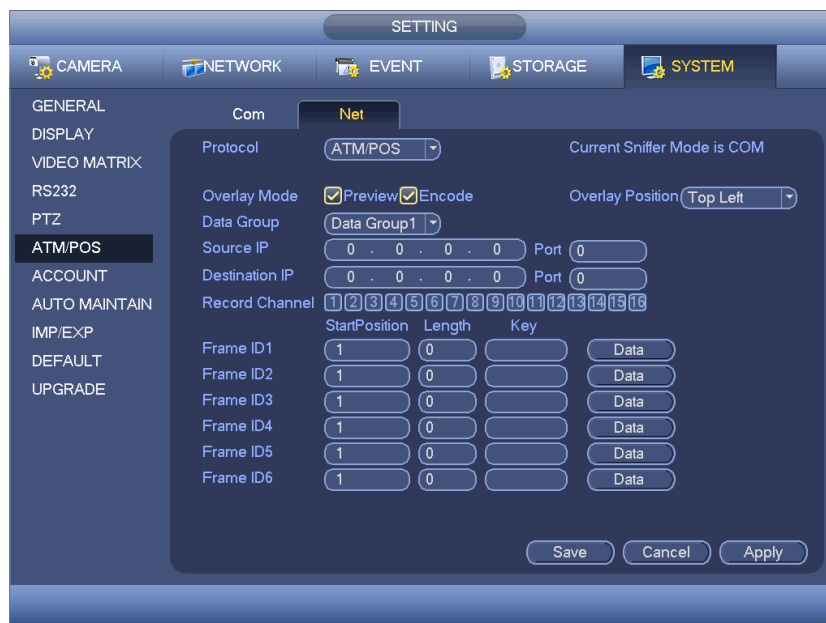 SETTING
CAMERA NETWORK EVENT STORAGE SYSTEM
GENERAL
DISPLAY
VIDEO MATRIX
RS232
PTZ
ATM/POS
ACCOUNT
AUTO MAINTAIN
IMP/EXP
DEFAULT
UPGRADE
Com Net
Protocol ATM/POS Current Sniffer Mode is COM
Overlay Mode Preview Encode Overlay Position Top Left
Data Group Data Group1
Source IP 0 . 0 . 0 . 0 Port 0
Destination IP 0 . 0 . 0 . 0 Port 0
Record Channel 1 2 3 4 5 6 7 8 9 10 11 12 13 14 15 16
StartPosition Length Key
Frame ID1 1 0 Data
Frame ID2 1 0 Data
Frame ID3 1 0 Data
Frame ID4 1 0 Data
Frame ID5 1 0 Data
Frame ID6 1 0 Data
Save Cancel Apply